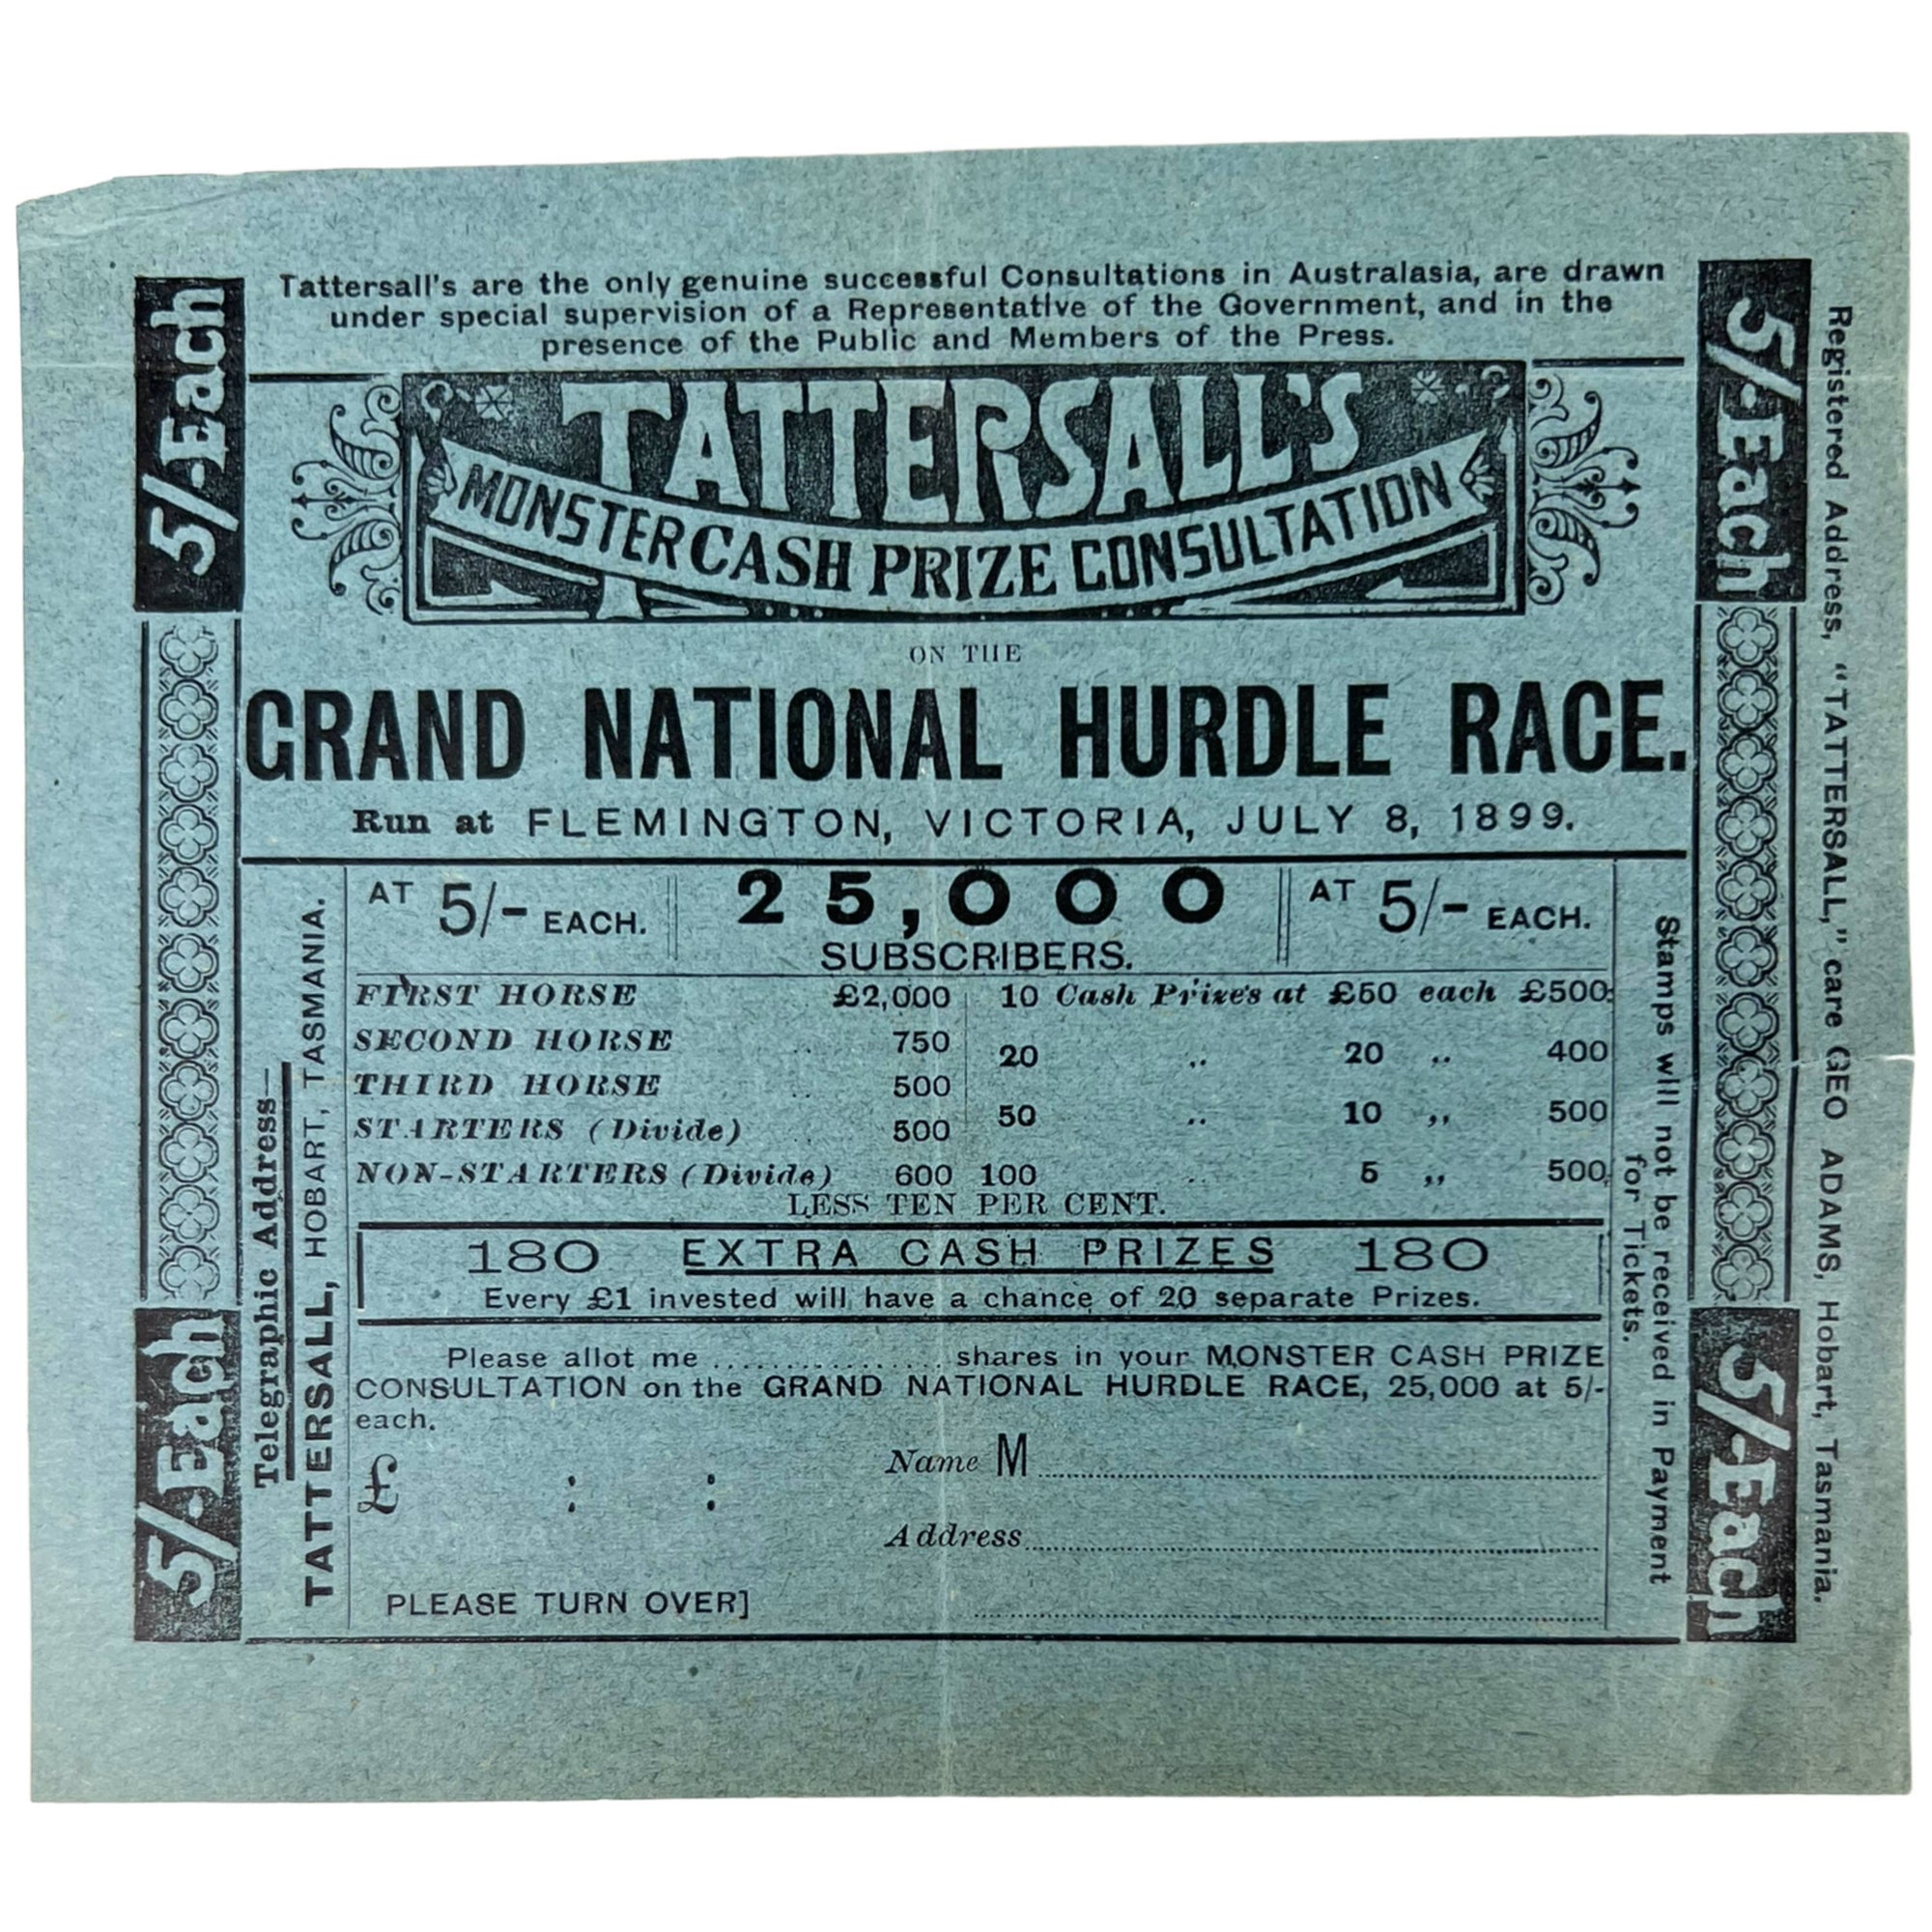 Tattersall's are the only genuine successful Consultations in Australasia, are drawn
under special supervision of a Representative of the Government, and in the
presence of the Public and Members of the Press.
TATTERSALL'S
MONSTER CASH PRIZE CONSULTATION
ON THE
GRAND NATIONAL HURDLE RACE.
Run at FLEMINGTON, VICTORIA, JULY 8, 1899.
AT 5/- EACH. 25,000 AT 5/- EACH.
SUBSCRIBERS.
FIRST HORSE £2,000 10 Cash Prizes at £50 each £500
SECOND HORSE .. 750 20 ,, 20 ,, 400
THIRD HORSE .. 500
STARTERS (Divide) .. 500 50 ,, 10 ,, 500
NON-STARTERS (Divide) 600 100 ,, 5 ,, 500
LESS TEN PER CENT.
180 EXTRA CASH PRIZES 180
Every £1 invested will have a chance of 20 separate Prizes.
Please allot me ................ shares in your MONSTER CASH PRIZE
CONSULTATION on the GRAND NATIONAL HURDLE RACE, 25,000 at 5/-
each.
£ : :
Name M
Address
PLEASE TURN OVER]
5/-Each
5/-Each
5/-Each
5/-Each
Telegraphic Address—
TATTERSALL, HOBART, TASMANIA.
Stamps will not be received in Payment
for Tickets.
Registered Address, "TATTERSALL," care GEO ADAMS, Hobart, Tasmania.